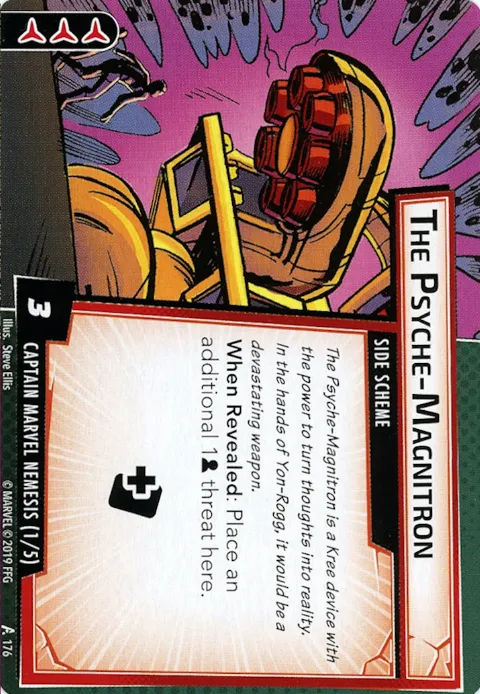 THE PSYCHE-MAGNITRON
SIDE SCHEME
The Psyche-Magnitron is a Kree device with
the power to turn thoughts into reality.
In the hands of Yon-Rogg, it would be a
devastating weapon.
When Revealed: Place an
additional 1 threat here.
3
CAPTAIN MARVEL NEMESIS (1/5)
Illus. Steve Ellis
© MARVEL © 2019 FFG
A 176